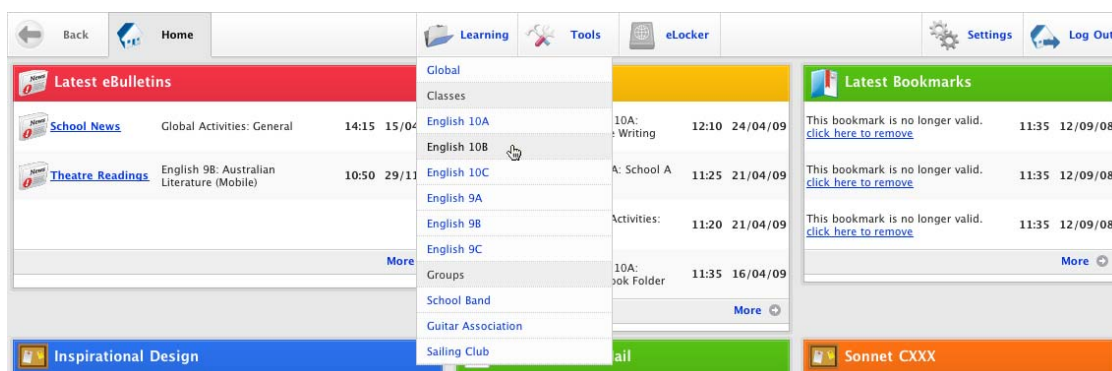 Back
Home
Learning
Tools
eLocker
Settings
Log Out
Latest eBulletins
School News
Global Activities: General
14:15 15/04
Theatre Readings
English 9B: Australian
Literature (Mobile)
10:50 29/11
More
Global
Classes
English 10A
English 10B
English 10C
English 9A
English 9B
English 9C
Groups
School Band
Guitar Association
Sailing Club
10A:
Writing
12:10 24/04/09
A: School A
11:25 21/04/09
Activities:
11:20 21/04/09
10A:
Folder
11:35 16/04/09
More
Latest Bookmarks
This bookmark is no longer valid.
click here to remove
11:35 12/09/08
This bookmark is no longer valid.
click here to remove
11:35 12/09/08
This bookmark is no longer valid.
click here to remove
11:35 12/09/08
More
Inspirational Design
ail
Sonnet CXXX